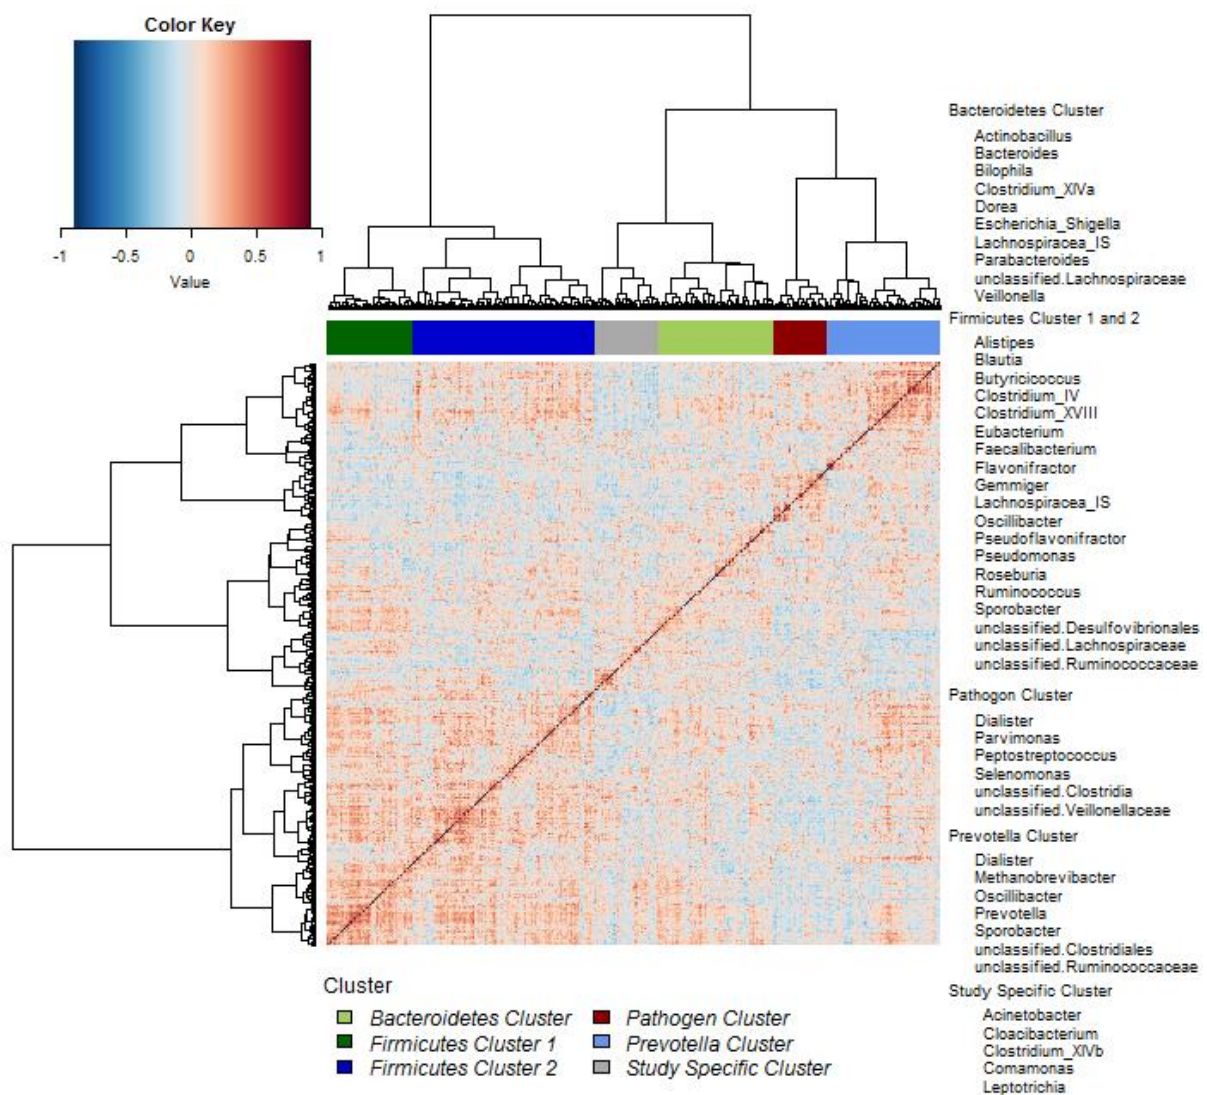 Color Key
-1 -0.5 0 0.5 1
Value
Bacteroidetes Cluster
Actinobacillus
Bacteroides
Bilophila
Clostridium_XIVa
Dorea
Escherichia_Shigella
Lachnospiracea_IS
Parabacteroides
unclassified.Lachnospiraceae
Veillonella
Firmicutes Cluster 1 and 2
Alistipes
Blautia
Butyricicoccus
Clostridium_IV
Clostridium_XVIII
Eubacterium
Faecalibacterium
Flavonifractor
Gemmiger
Lachnospiracea_IS
Oscillibacter
Pseudoflavonifractor
Pseudomonas
Roseburia
Ruminococcus
Sporobacter
unclassified.Desulfovibrionales
unclassified.Lachnospiraceae
unclassified.Ruminococcaceae
Pathogon Cluster
Dialister
Parvimonas
Peptostreptococcus
Selenomonas
unclassified.Clostridia
unclassified.Veillonellaceae
Prevotella Cluster
Dialister
Methanobrevibacter
Oscillibacter
Prevotella
Sporobacter
unclassified.Clostridiales
unclassified.Ruminococcaceae
Study Specific Cluster
Acinetobacter
Cloacibacterium
Clostridium_XIVb
Comamonas
Leptotrichia
Cluster
Bacteroidetes Cluster
Firmicutes Cluster 1
Firmicutes Cluster 2
Pathogen Cluster
Prevotella Cluster
Study Specific Cluster